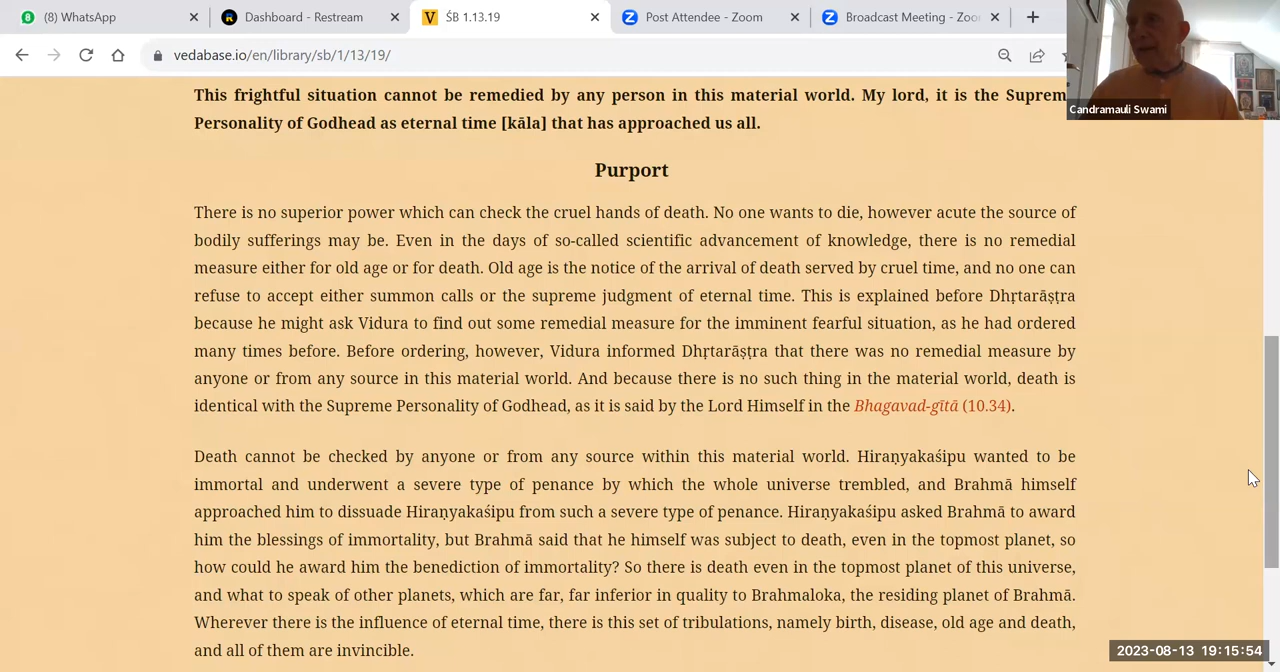 (8) WhatsApp
Dashboard - Restream
ŚB 1.13.19
Post Attendee - Zoom
Broadcast Meeting - Zoo
vedabase.io/en/library/sb/1/13/19/
This frightful situation cannot be remedied by any person in this material world. My lord, it is the Suprem
Personality of Godhead as eternal time [kāla] that has approached us all.
Candramauli Swami
Purport
There is no superior power which can check the cruel hands of death. No one wants to die, however acute the source of
bodily sufferings may be. Even in the days of so-called scientific advancement of knowledge, there is no remedial
measure either for old age or for death. Old age is the notice of the arrival of death served by cruel time, and no one can
refuse to accept either summon calls or the supreme judgment of eternal time. This is explained before Dhṛtarāṣṭra
because he might ask Vidura to find out some remedial measure for the imminent fearful situation, as he had ordered
many times before. Before ordering, however, Vidura informed Dhṛtarāṣṭra that there was no remedial measure by
anyone or from any source in this material world. And because there is no such thing in the material world, death is
identical with the Supreme Personality of Godhead, as it is said by the Lord Himself in the Bhagavad-gītā (10.34).
Death cannot be checked by anyone or from any source within this material world. Hiraṇyakaśipu wanted to be
immortal and underwent a severe type of penance by which the whole universe trembled, and Brahmā himself
approached him to dissuade Hiraṇyakaśipu from such a severe type of penance. Hiraṇyakaśipu asked Brahmā to award
him the blessings of immortality, but Brahmā said that he himself was subject to death, even in the topmost planet, so
how could he award him the benediction of immortality? So there is death even in the topmost planet of this universe,
and what to speak of other planets, which are far, far inferior in quality to Brahmaloka, the residing planet of Brahmā.
Wherever there is the influence of eternal time, there is this set of tribulations, namely birth, disease, old age and death,
and all of them are invincible.
2023-08-13 19:15:54